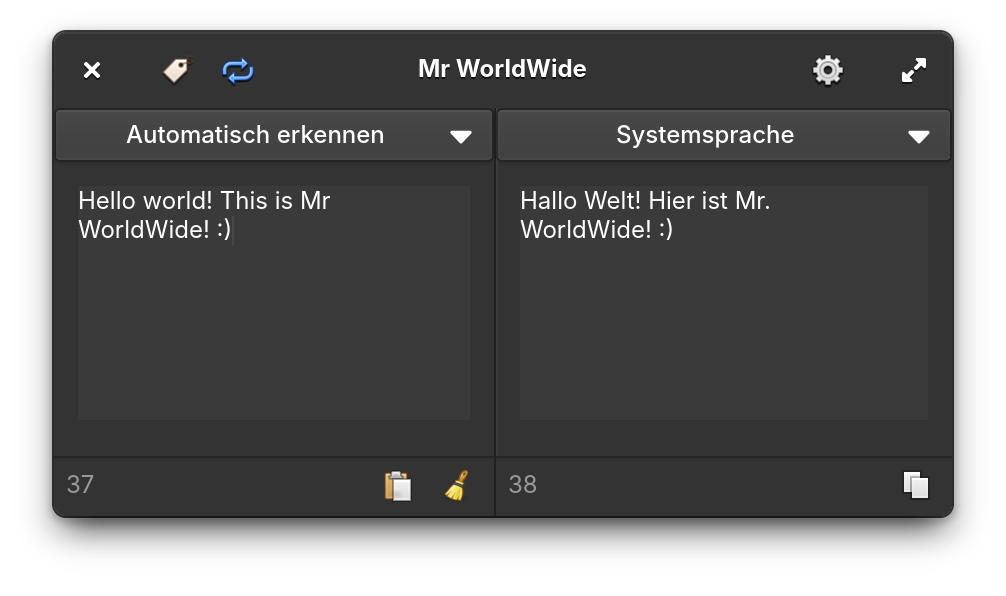 Mr WorldWide
Automatisch erkennen
Systemsprache
Hello world! This is Mr
WorldWide! :)
Hallo Welt! Hier ist Mr.
WorldWide! :)
37
38